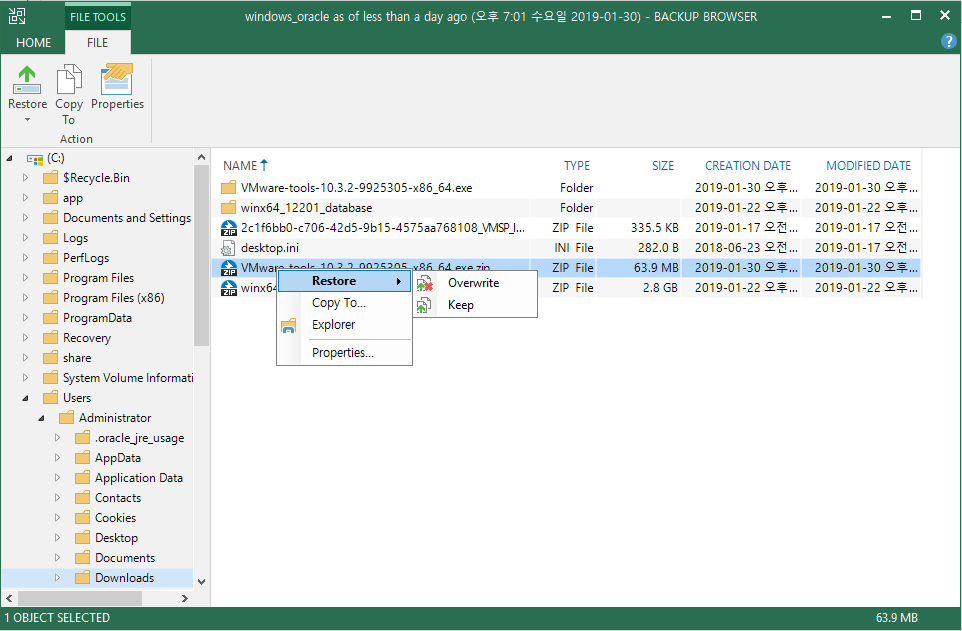 FILE TOOLS
windows_oracle as of less than a day ago (오후 7:01 수요일 2019-01-30) - BACKUP BROWSER
HOME
FILE
?
Restore
Copy To
Properties
Action
(C:)
$Recycle.Bin
app
Documents and Settings
Logs
PerfLogs
Program Files
Program Files (x86)
ProgramData
Recovery
share
System Volume Informati
Users
Administrator
.oracle_jre_usage
AppData
Application Data
Contacts
Cookies
Desktop
Documents
Downloads
NAME TYPE SIZE CREATION DATE MODIFIED DATE
VMware-tools-10.3.2-9925305-x86_64.exe Folder 2019-01-30 오후... 2019-01-30 오후...
winx64_12201_database Folder 2019-01-22 오후... 2019-01-22 오후...
ZIP 2c1f6bb0-c706-42d5-9b15-4575aa768108_VMSP_I... ZIP File 335.5 KB 2019-01-17 오전... 2019-01-17 오전...
desktop.ini INI File 282.0 B 2018-06-23 오전... 2019-01-17 오전...
ZIP VMware-tools-10.3.2-9925305-x86_64.exe.zip ZIP File 63.9 MB 2019-01-30 오후... 2019-01-30 오후...
ZIP winx64 ZIP File 2.8 GB 2019-01-22 오후... 2019-01-22 오후...
Restore
Copy To...
Explorer
Properties...
Overwrite
Keep
1 OBJECT SELECTED
63.9 MB